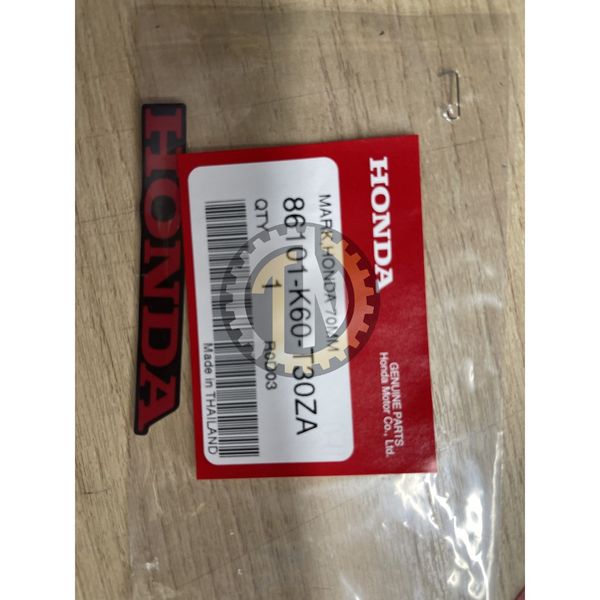 HONDA
HONDA
GENUINE PARTS
Honda Motor Co., Ltd.
MARK HONDA 70MM
86101-K60-T30ZA
QTY 1 R0D03
Made in THAILAND